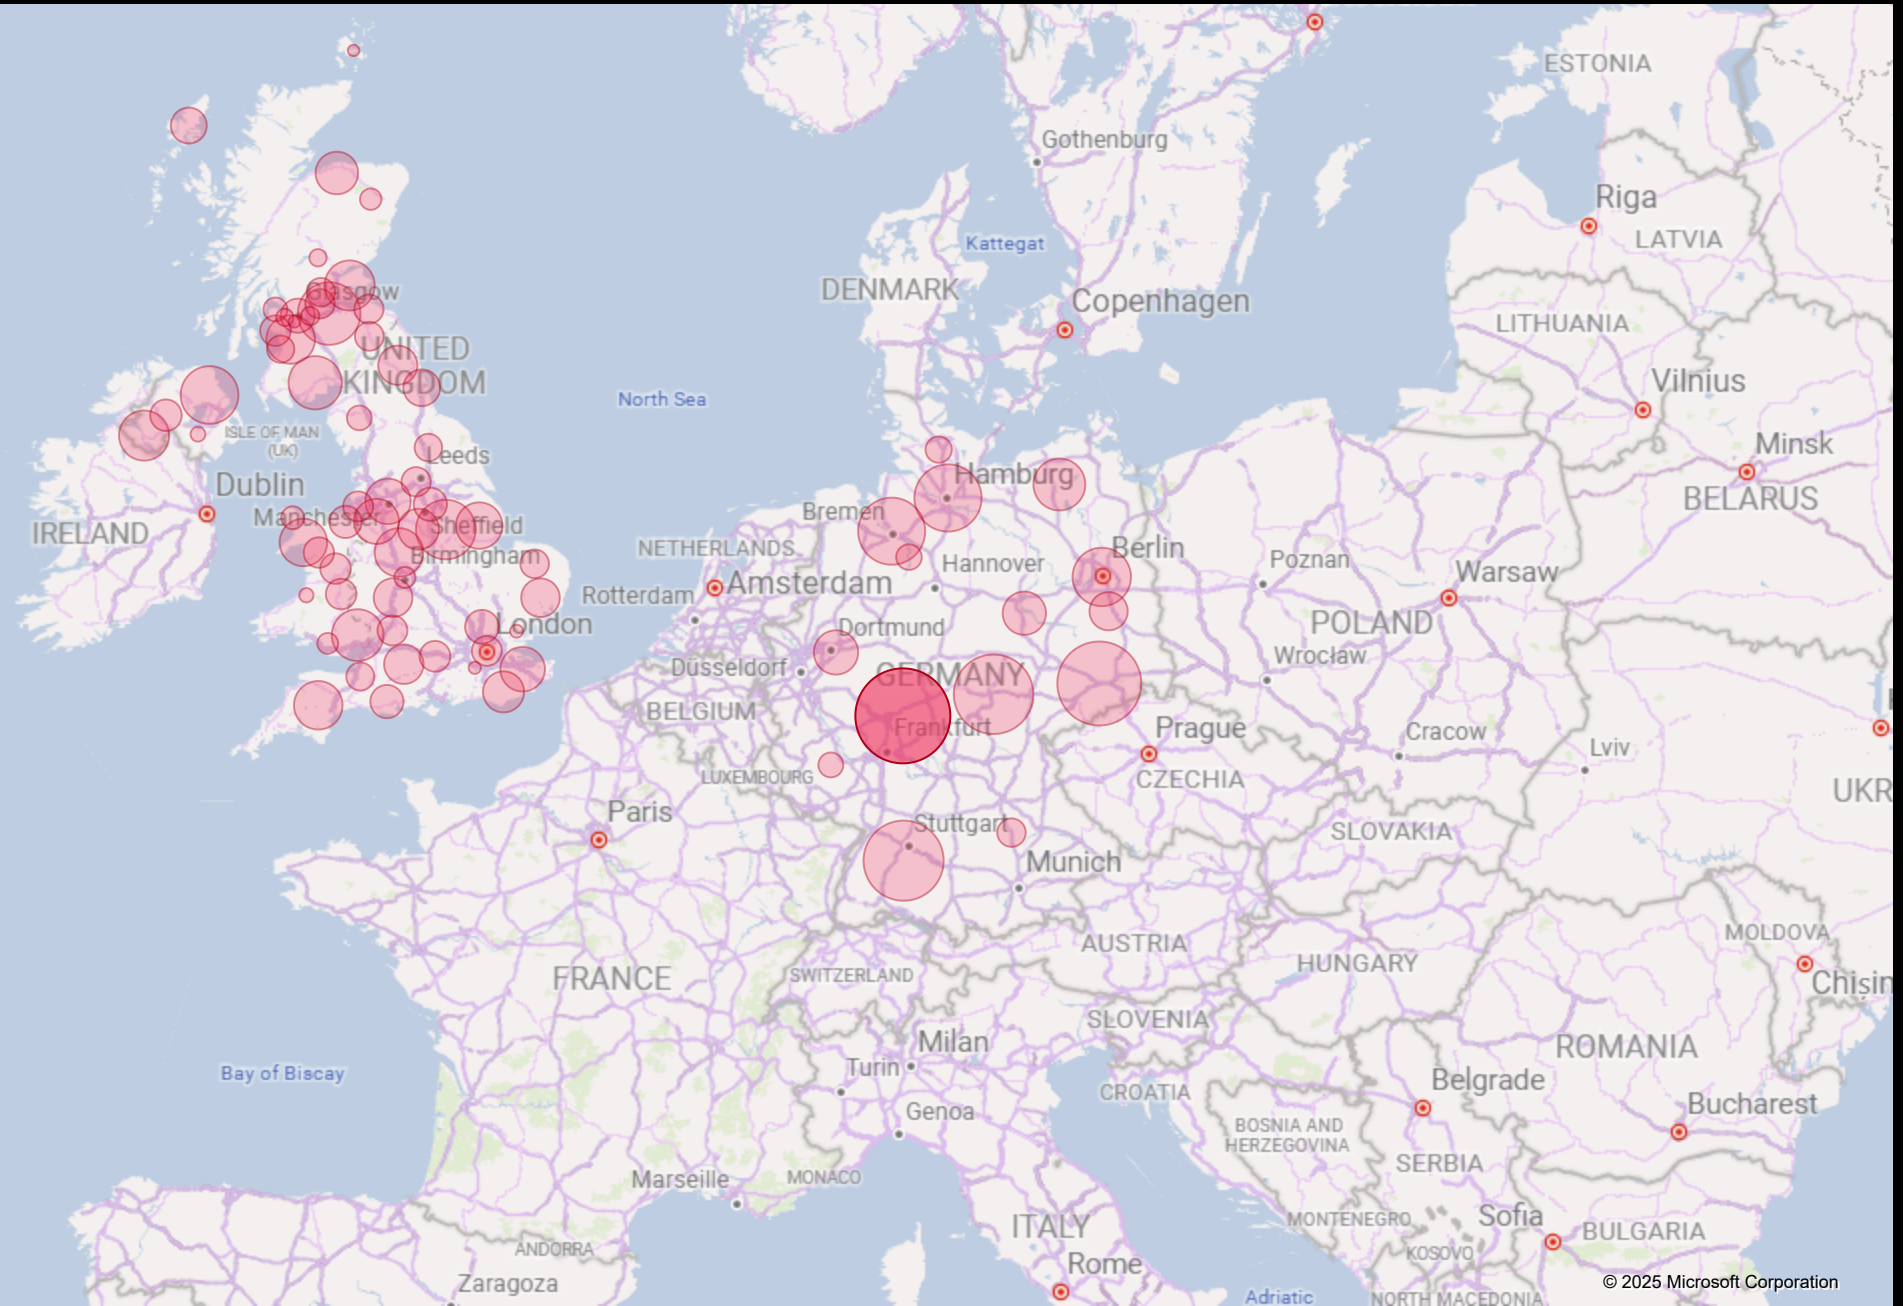 ESTONIA
Gothenburg
Riga
LATVIA
Kattegat
DENMARK
Glasgow
Copenhagen
LITHUANIA
UNITED
KINGDOM
North Sea
Vilnius
ISLE OF MAN
(UK)
Minsk
Leeds
Hamburg
Dublin
BELARUS
Bremen
Manchester
Sheffield
IRELAND
NETHERLANDS
Berlin
Birmingham
Hannover
Poznan
Warsaw
Amsterdam
Rotterdam
London
Dortmund
POLAND
Wrocław
Düsseldorf
GERMANY
BELGIUM
Frankfurt
Prague
Cracow
Lviv
LUXEMBOURG
CZECHIA
UKR
Paris
Stuttgart
SLOVAKIA
Munich
MOLDOVA
AUSTRIA
HUNGARY
FRANCE
SWITZERLAND
Chișin
SLOVENIA
Milan
ROMANIA
Turin
Bay of Biscay
Belgrade
CROATIA
Bucharest
Genoa
BOSNIA AND
HERZEGOVINA
SERBIA
Marseille
MONACO
Sofia
MONTENEGRO
ITALY
BULGARIA
ANDORRA
KOSOVO
Rome
Zaragoza
© 2025 Microsoft Corporation
Adriatic
NORTH MACEDONIA